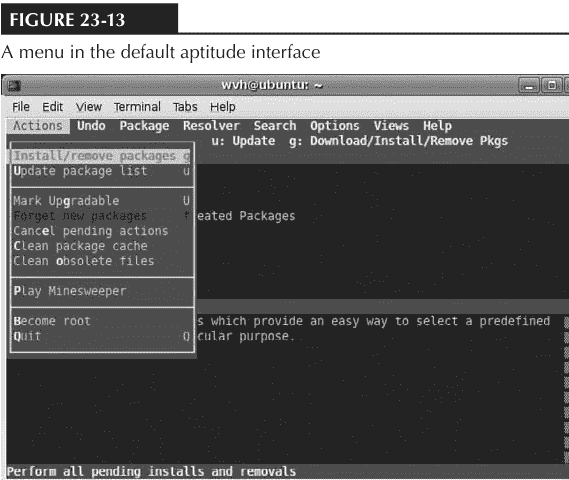 FIGURE 23-13
A menu in the default aptitude interface
wvh@ubuntu: ~
File Edit View Terminal Tabs Help
Actions Undo Package Resolver Search Options Views Help
u: Update g: Download/Install/Remove Pkgs
Install/remove packages g
Update package list u
Mark Upgradable U
Forget new packages f eated Packages
Cancel pending actions
Clean package cache
Clean obsolete files
Play Minesweeper
Become root s which provide an easy way to select a predefined
Quit Q cular purpose.
Perform all pending installs and removals